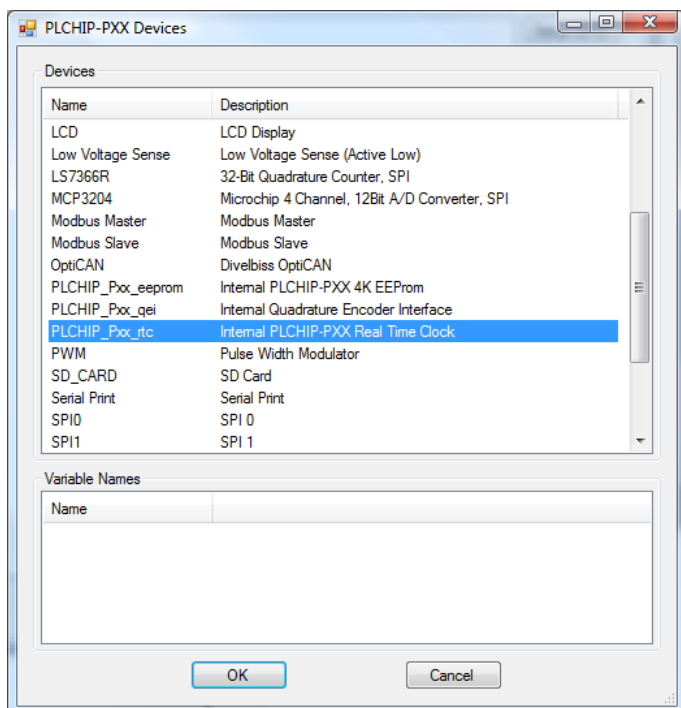 PLCHIP-PXX Devices
Devices
Name Description
LCD LCD Display
Low Voltage Sense Low Voltage Sense (Active Low)
LS7366R 32-Bit Quadrature Counter, SPI
MCP3204 Microchip 4 Channel, 12Bit A/D Converter, SPI
Modbus Master Modbus Master
Modbus Slave Modbus Slave
OptiCAN Divelbiss OptiCAN
PLCHIP_Pxx_eeprom Internal PLCHIP-PXX 4K EEProm
PLCHIP_Pxx_qei Internal Quadrature Encoder Interface
PLCHIP_Pxx_rtc Internal PLCHIP-PXX Real Time Clock
PWM Pulse Width Modulator
SD_CARD SD Card
Serial Print Serial Print
SPI0 SPI 0
SPI1 SPI 1
Variable Names
Name
OK Cancel